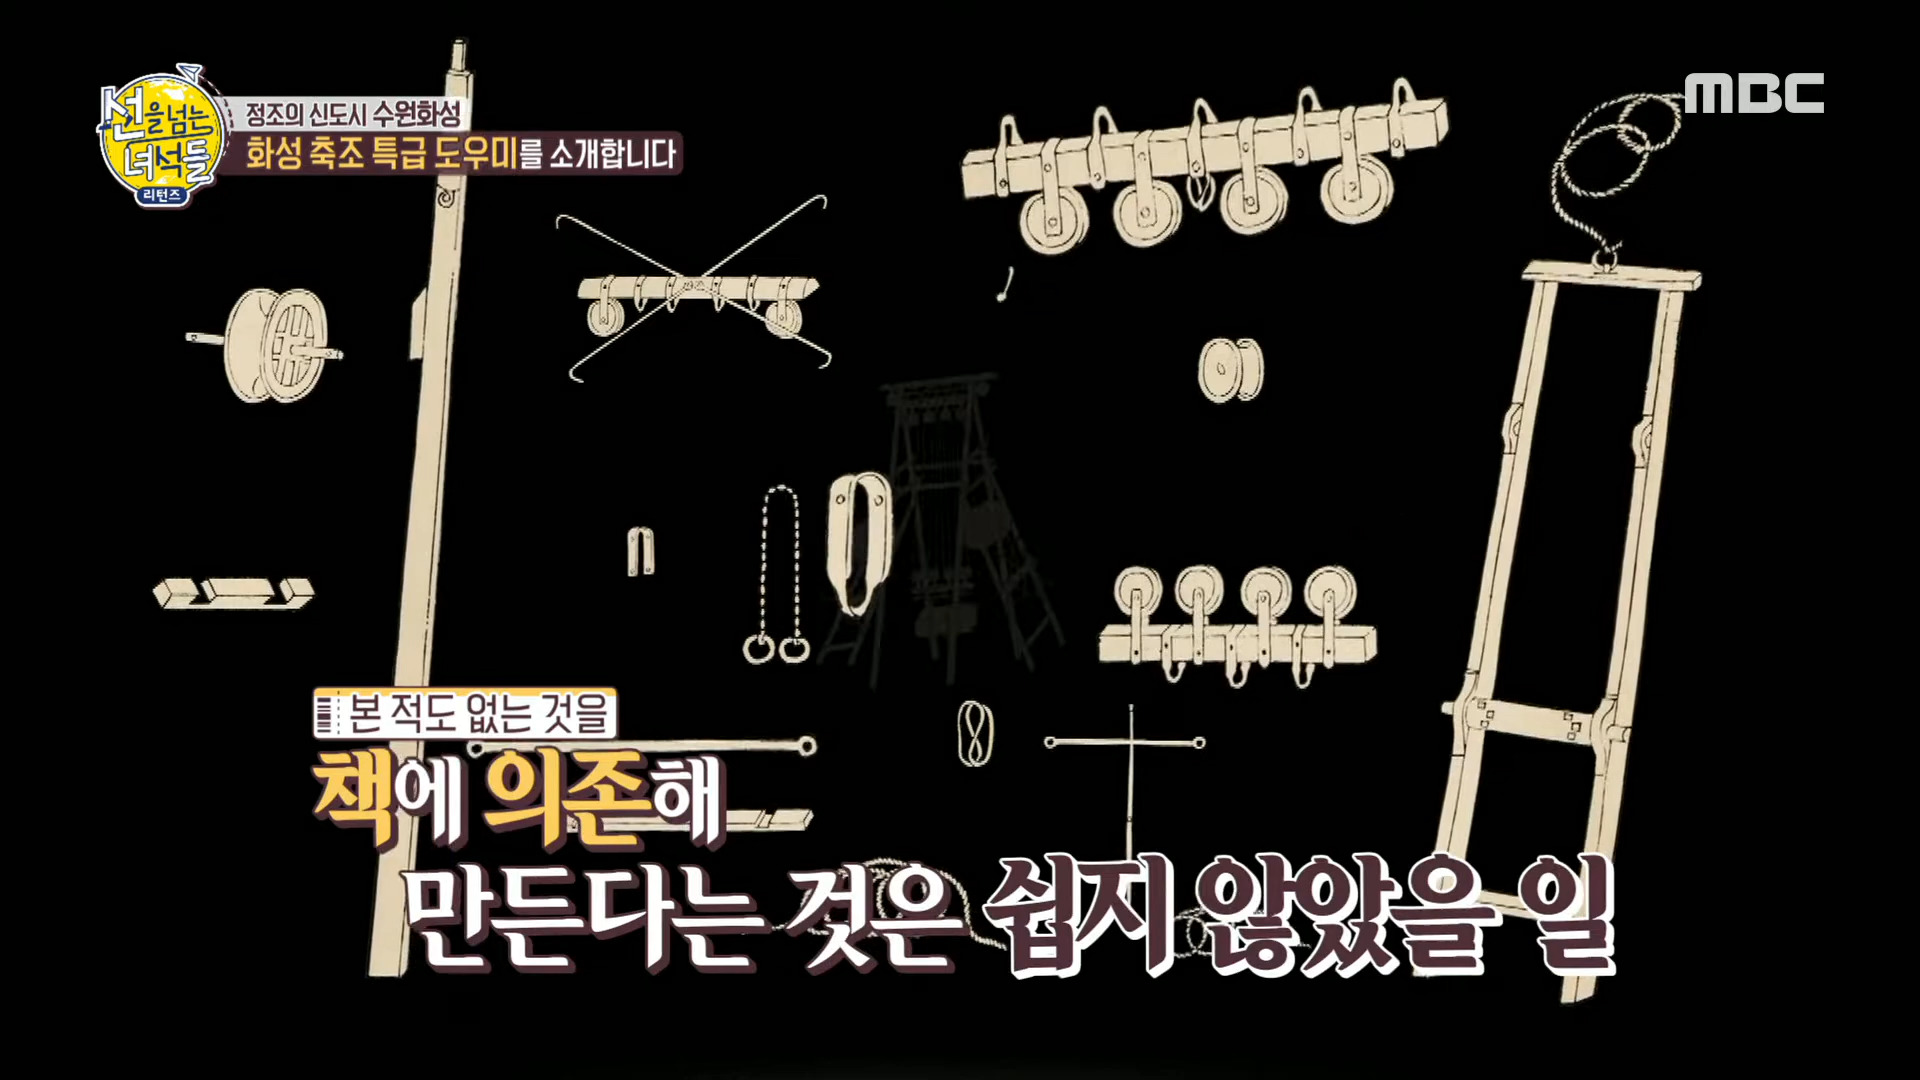 선을 넘는
녀석들
리턴즈
정조의 신도시 수원화성
화성 축조 특급 도우미를 소개합니다
MBC
본 적도 없는 것을
책에 의존해
만든다는 것은 쉽지 않았을 일